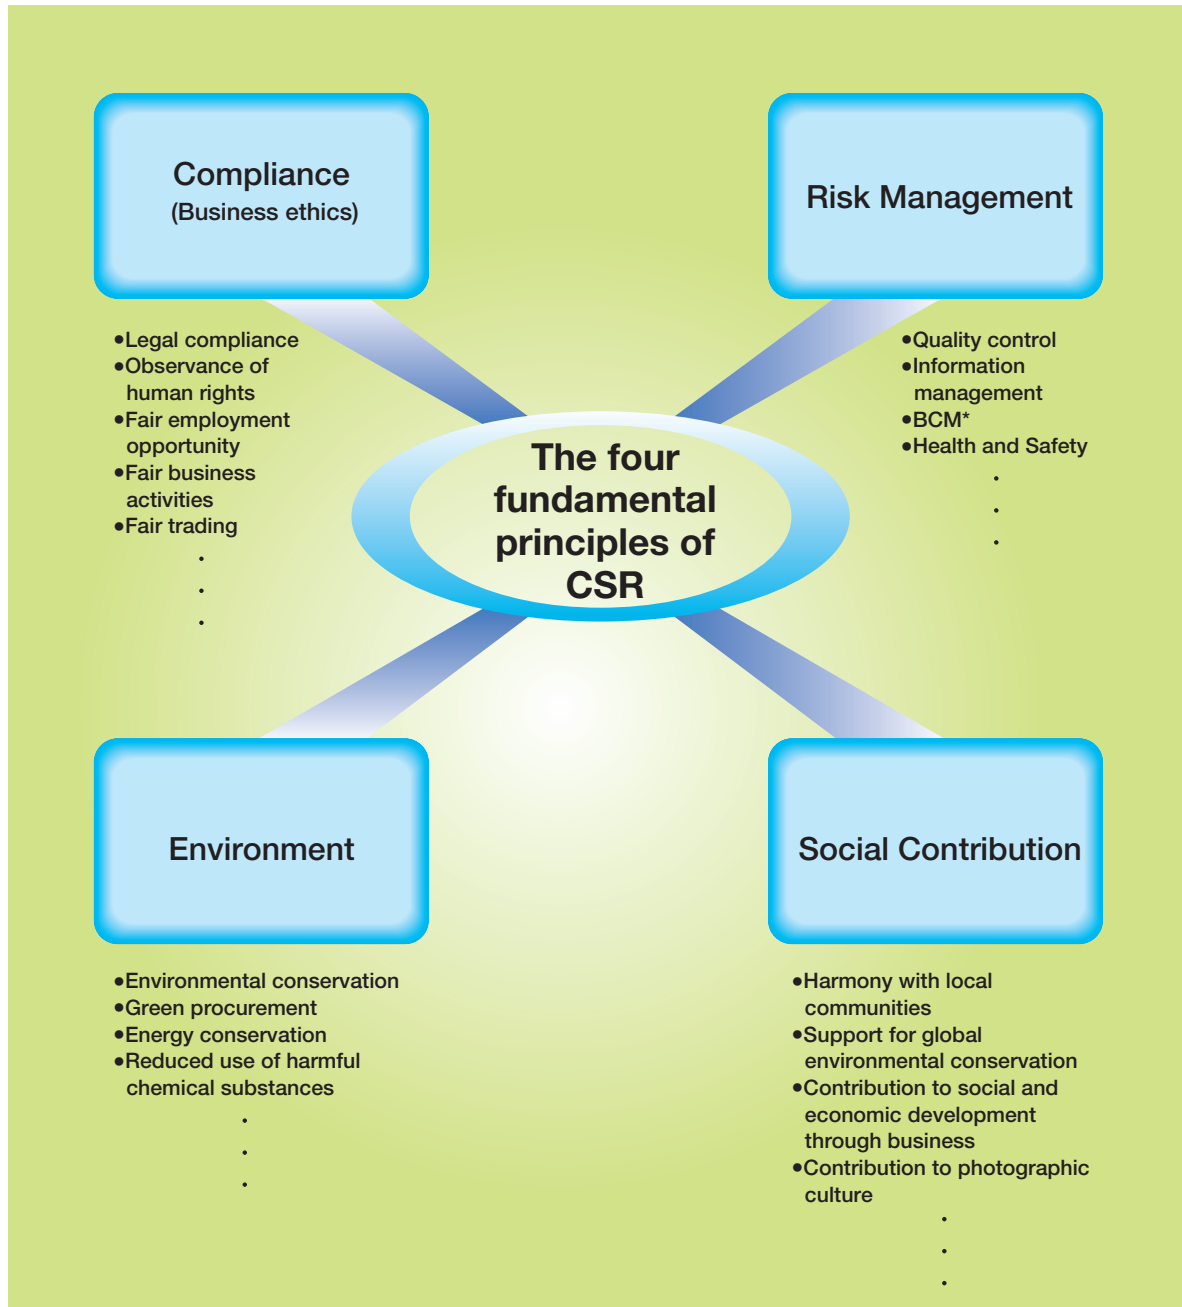 Compliance
(Business ethics)
•Legal compliance
•Observance of
human rights
•Fair employment
opportunity
•Fair business
activities
•Fair trading
.
.
.
Risk Management
•Quality control
•Information
management
•BCM*
•Health and Safety
.
.
.
The four
fundamental
principles of
CSR
Environment
•Environmental conservation
•Green procurement
•Energy conservation
•Reduced use of harmful
chemical substances
.
.
.
Social Contribution
•Harmony with local
communities
•Support for global
environmental conservation
•Contribution to social and
economic development
through business
•Contribution to photographic
culture
.
.
.